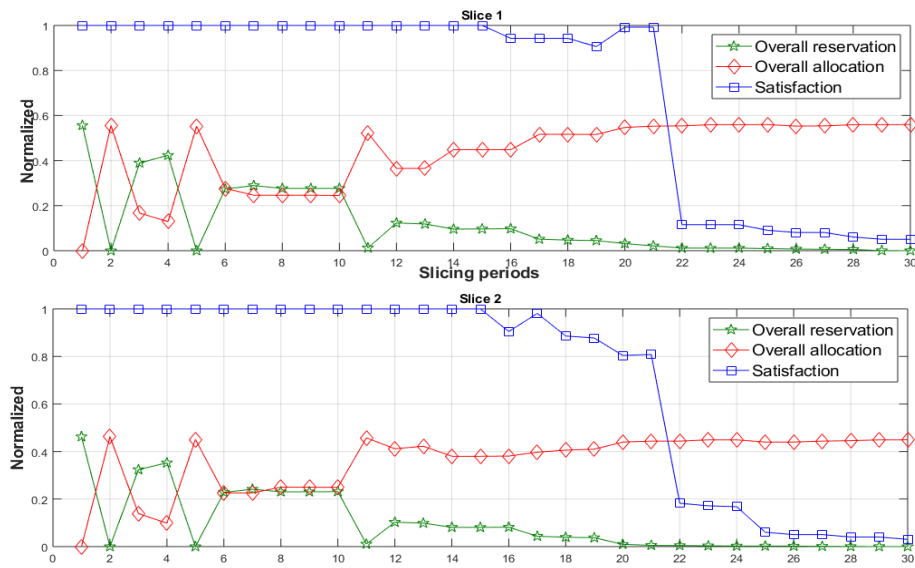 Slice 1
Normalized
1
0.8
0.6
0.4
0.2
0
Overall reservation
Overall allocation
Satisfaction
0 2 4 6 8 10 12 14 16 18 20 22 24 26 28 30
Slicing periods
Slice 2
Normalized
1
0.8
0.6
0.4
0.2
0
Overall reservation
Overall allocation
Satisfaction
0 2 4 6 8 10 12 14 16 18 20 22 24 26 28 30